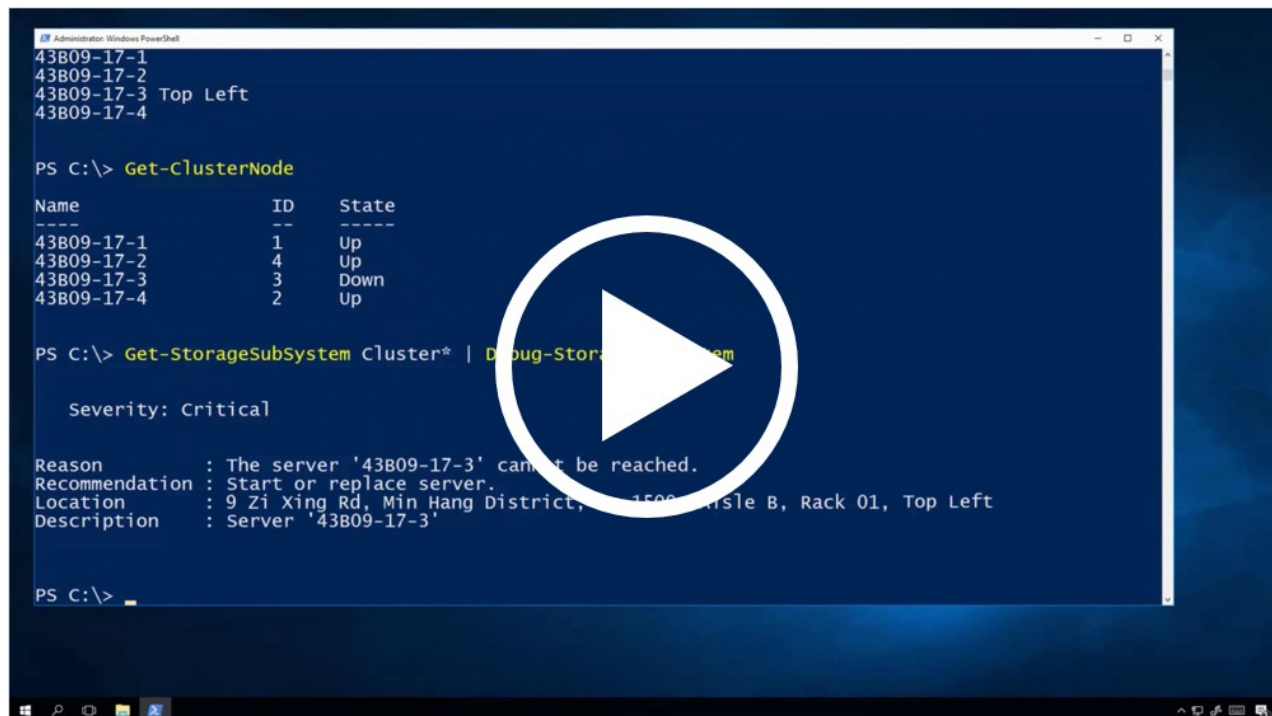 Administrator: Windows PowerShell
43B09-17-1
43B09-17-2
43B09-17-3 Top Left
43B09-17-4
PS C:\> Get-ClusterNode
Name ID State
---- -- -----
43B09-17-1 1 Up
43B09-17-2 4 Up
43B09-17-3 3 Down
43B09-17-4 2 Up
PS C:\> Get-StorageSubSystem Cluster* |
Severity: Critical
Reason : The server '43B09-17-3' be reached.
Recommendation : Start or replace server.
Location : 9 Zi Xing Rd, Min Hang District, B, Rack 01, Top Left
Description : Server '43B09-17-3'
PS C:\>